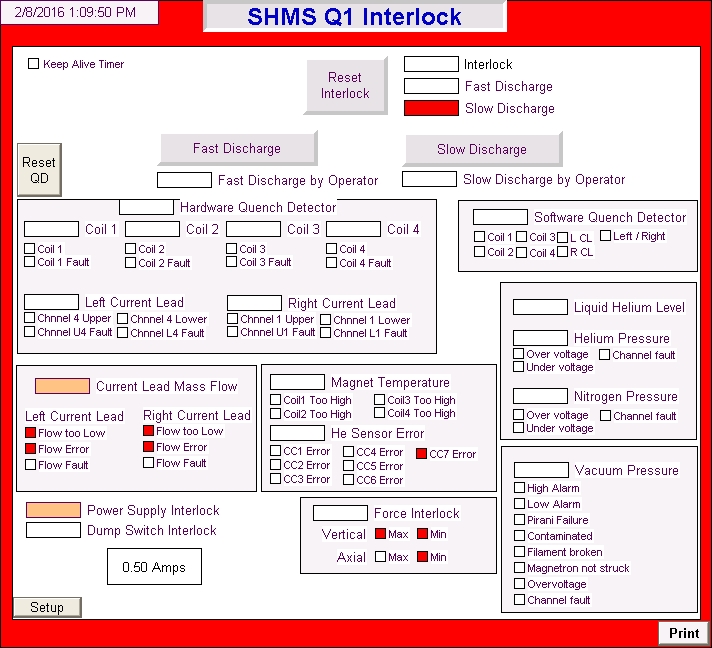 2/8/2016 1:09:50 PM
SHMS Q1 Interlock
Keep Alive Timer
Reset
Interlock
Interlock
Fast Discharge
Slow Discharge
Reset
QD
Fast Discharge
Slow Discharge
Fast Discharge by Operator
Slow Discharge by Operator
Hardware Quench Detector
Coil 1 Coil 2 Coil 3 Coil 4
Coil 1 Coil 2 Coil 3 Coil 4
Coil 1 Fault Coil 2 Fault Coil 3 Fault Coil 4 Fault
Left Current Lead Right Current Lead
Chnnel 4 Upper Chnnel 4 Lower Chnnel 1 Upper Chnnel 1 Lower
Chnnel U4 Fault Chnnel L4 Fault Chnnel U1 Fault Chnnel L1 Fault
Software Quench Detector
Coil 1 Coil 3 L CL Left / Right
Coil 2 Coil 4 R CL
Liquid Helium Level
Helium Pressure
Over voltage Channel fault
Under voltage
Nitrogen Pressure
Over voltage Channel fault
Under voltage
Current Lead Mass Flow
Left Current Lead Right Current Lead
Flow too Low Flow too Low
Flow Error Flow Error
Flow Fault Flow Fault
Magnet Temperature
Coil1 Too High Coil3 Too High
Coil2 Too High Coil4 Too High
He Sensor Error
CC1 Error CC4 Error CC7 Error
CC2 Error CC5 Error
CC3 Error CC6 Error
Vacuum Pressure
High Alarm
Low Alarm
Pirani Failure
Contaminated
Filament broken
Magnetron not struck
Overvoltage
Channel fault
Power Supply Interlock
Dump Switch Interlock
Force Interlock
Vertical Max Min
Axial Max Min
0.50 Amps
Setup
Print